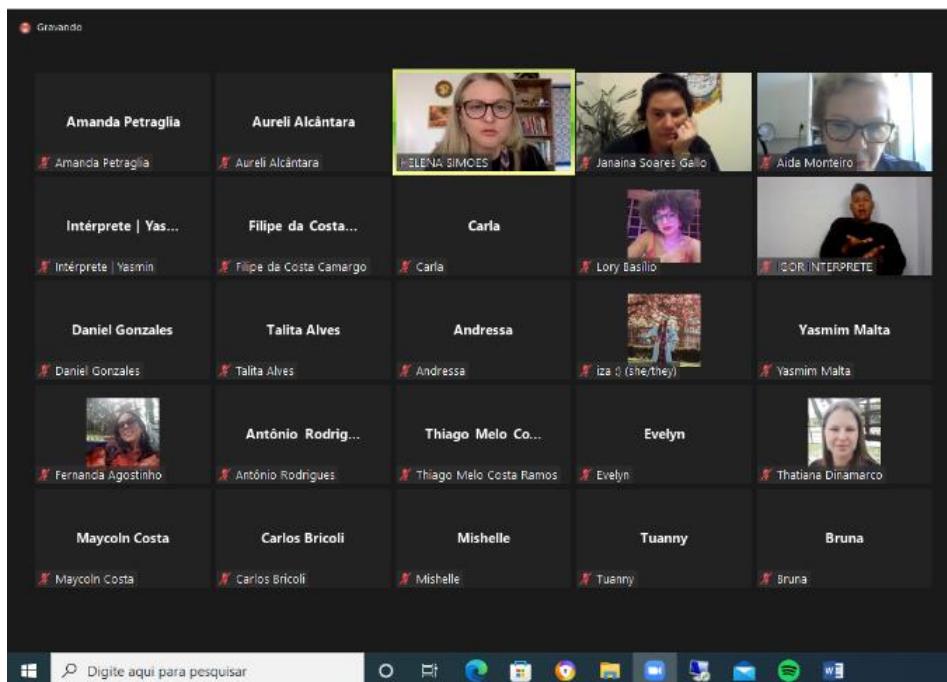 Gravando
Amanda Petraglia
Aureli Alcântara
Amanda Petraglia
Aureli Alcântara
HELENA SIMOES
Janaina Soares Gallo
Aida Monteiro
Intérprete | Yas...
Filipe da Costa...
Carla
Intérprete | Yasmin
Filipe da Costa Camargo
Carla
Lory Basílio
IGOR INTERPRETE
Daniel Gonzales
Talita Alves
Andressa
Yasmim Malta
Daniel Gonzales
Talita Alves
Andressa
iza :) (she/they)
Yasmim Malta
Antônio Rodrig...
Thiago Melo Co...
Evelyn
Fernanda Agostinho
Antônio Rodrigues
Thiago Melo Costa Ramos
Evelyn
Thatiana Dinamarco
Maycoln Costa
Carlos Bricoli
Mishelle
Tuanny
Bruna
Maycoln Costa
Carlos Bricoli
Mishelle
Tuanny
Bruna
Digite aqui para pesquisar